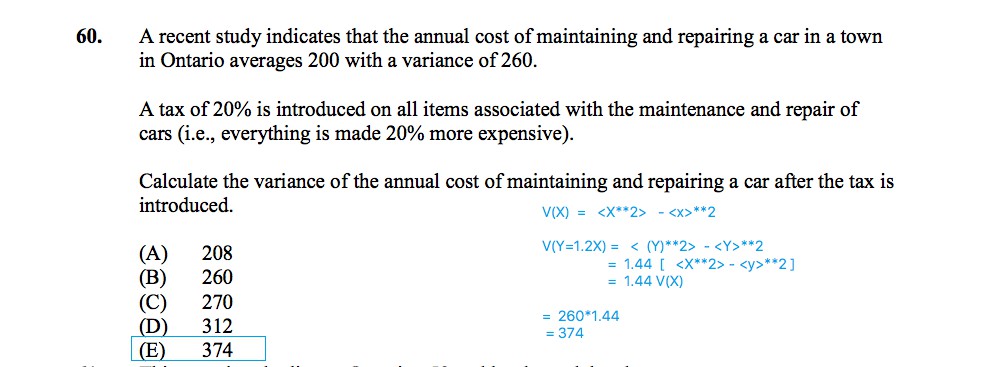 60. A recent study indicates that the annual cost of maintaining and repairing a car in a town
in Ontario averages 200 with a variance of 260.
A tax of 20% is introduced on all items associated with the maintenance and repair of
cars (i.e., everything is made 20% more expensive).
Calculate the variance of the annual cost of maintaining and repairing a car after the tax is
introduced.
V(X) = <X**2> - <x>**2
V(Y=1.2X) = < (Y)**2> - <Y>**2
= 1.44 [ <X**2> - <y>**2 ]
= 1.44 V(X)
= 260*1.44
= 374
(A) 208
(B) 260
(C) 270
(D) 312
(E) 374